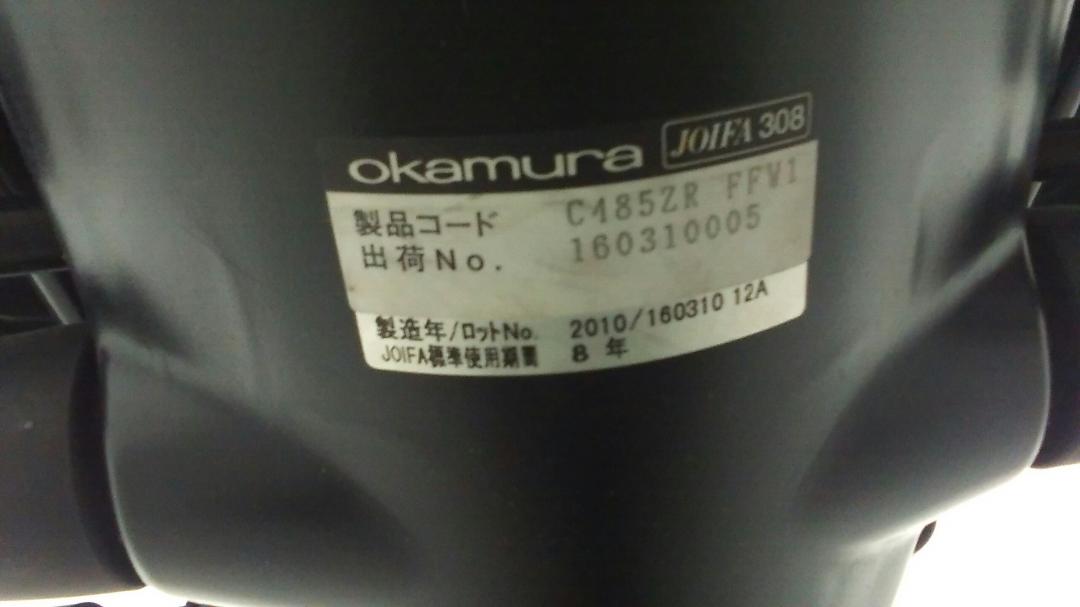 okamura JOIFA 308
製品コード C485ZR FFW1
出荷No. 160310005
製造年/ロットNo. 2010/160310 12A
JOIFA標準使用期間 8 年